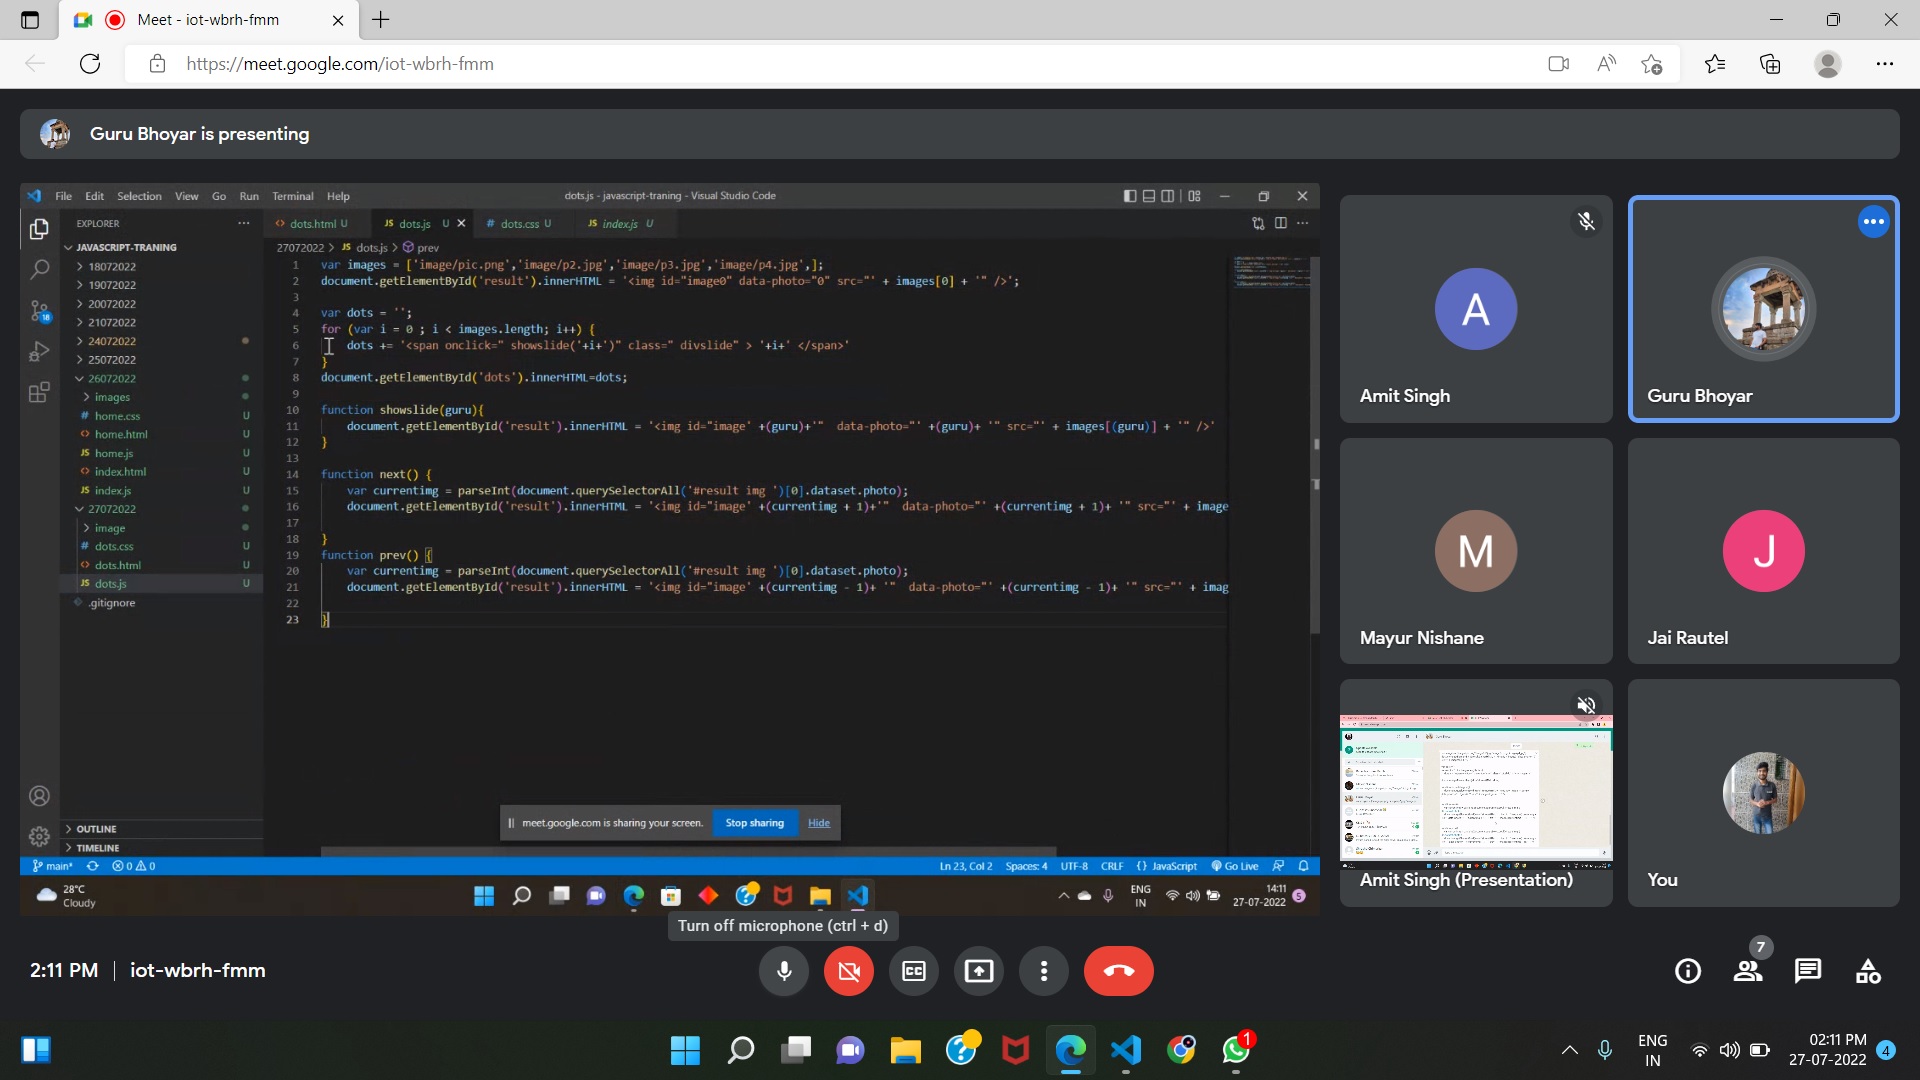 Meet - iot-wbrh-fmm
https://meet.google.com/iot-wbrh-fmm
Guru Bhoyar is presenting
File Edit Selection View Go Run Terminal Help
dots.js - javascript-traning - Visual Studio Code
EXPLORER
dots.html U
JS dots.js U
# dots.css U
JS index.js U
JAVASCRIPT-TRANING
27072022 > JS dots.js > prev
18072022
19072022
20072022
21072022
24072022
25072022
26072022
images
# home.css U
home.html U
JS home.js U
index.html U
JS index.js U
27072022
image
# dots.css U
dots.html U
JS dots.js U
.gitignore
18
1 var images = ['image/pic.png','image/p2.jpg','image/p3.jpg','image/p4.jpg',];
2 document.getElementById('result').innerHTML = '<img id="image0" data-photo="0" src="' + images[0] + '" />';
3
4 var dots = '';
5 for (var i = 0 ; i < images.length; i++) {
6 dots += '<span onclick=" showslide('+i+')" class=" divslide" > '+i+' </span>'
7 }
8 document.getElementById('dots').innerHTML=dots;
9
10 function showslide(guru){
11 document.getElementById('result').innerHTML = '<img id="image' +(guru)+'"  data-photo="' +(guru)+ '" src="' + images[(guru)] + '" />'
12 }
13
14 function next() {
15 var currentimg = parseInt(document.querySelectorAll('#result img ')[0].dataset.photo);
16 document.getElementById('result').innerHTML = '<img id="image' +(currentimg + 1)+'"  data-photo="' +(currentimg + 1)+ '" src="' + image
17
18 }
19 function prev() {
20 var currentimg = parseInt(document.querySelectorAll('#result img ')[0].dataset.photo);
21 document.getElementById('result').innerHTML = '<img id="image' +(currentimg - 1)+ '"  data-photo="' +(currentimg - 1)+ '" src="' + imag
22
23 }
OUTLINE
TIMELINE
meet.google.com is sharing your screen. Stop sharing Hide
main* 0 0
Ln 23, Col 2 Spaces: 4 UTF-8 CRLF {} JavaScript Go Live
28°C
Cloudy
ENG
IN
14:11
27-07-2022
5
A
Amit Singh
Guru Bhoyar
M
Mayur Nishane
J
Jai Rautel
Amit Singh (Presentation)
You
Turn off microphone (ctrl + d)
2:11 PM | iot-wbrh-fmm
CC
7
1
ENG
IN
02:11 PM
27-07-2022
4